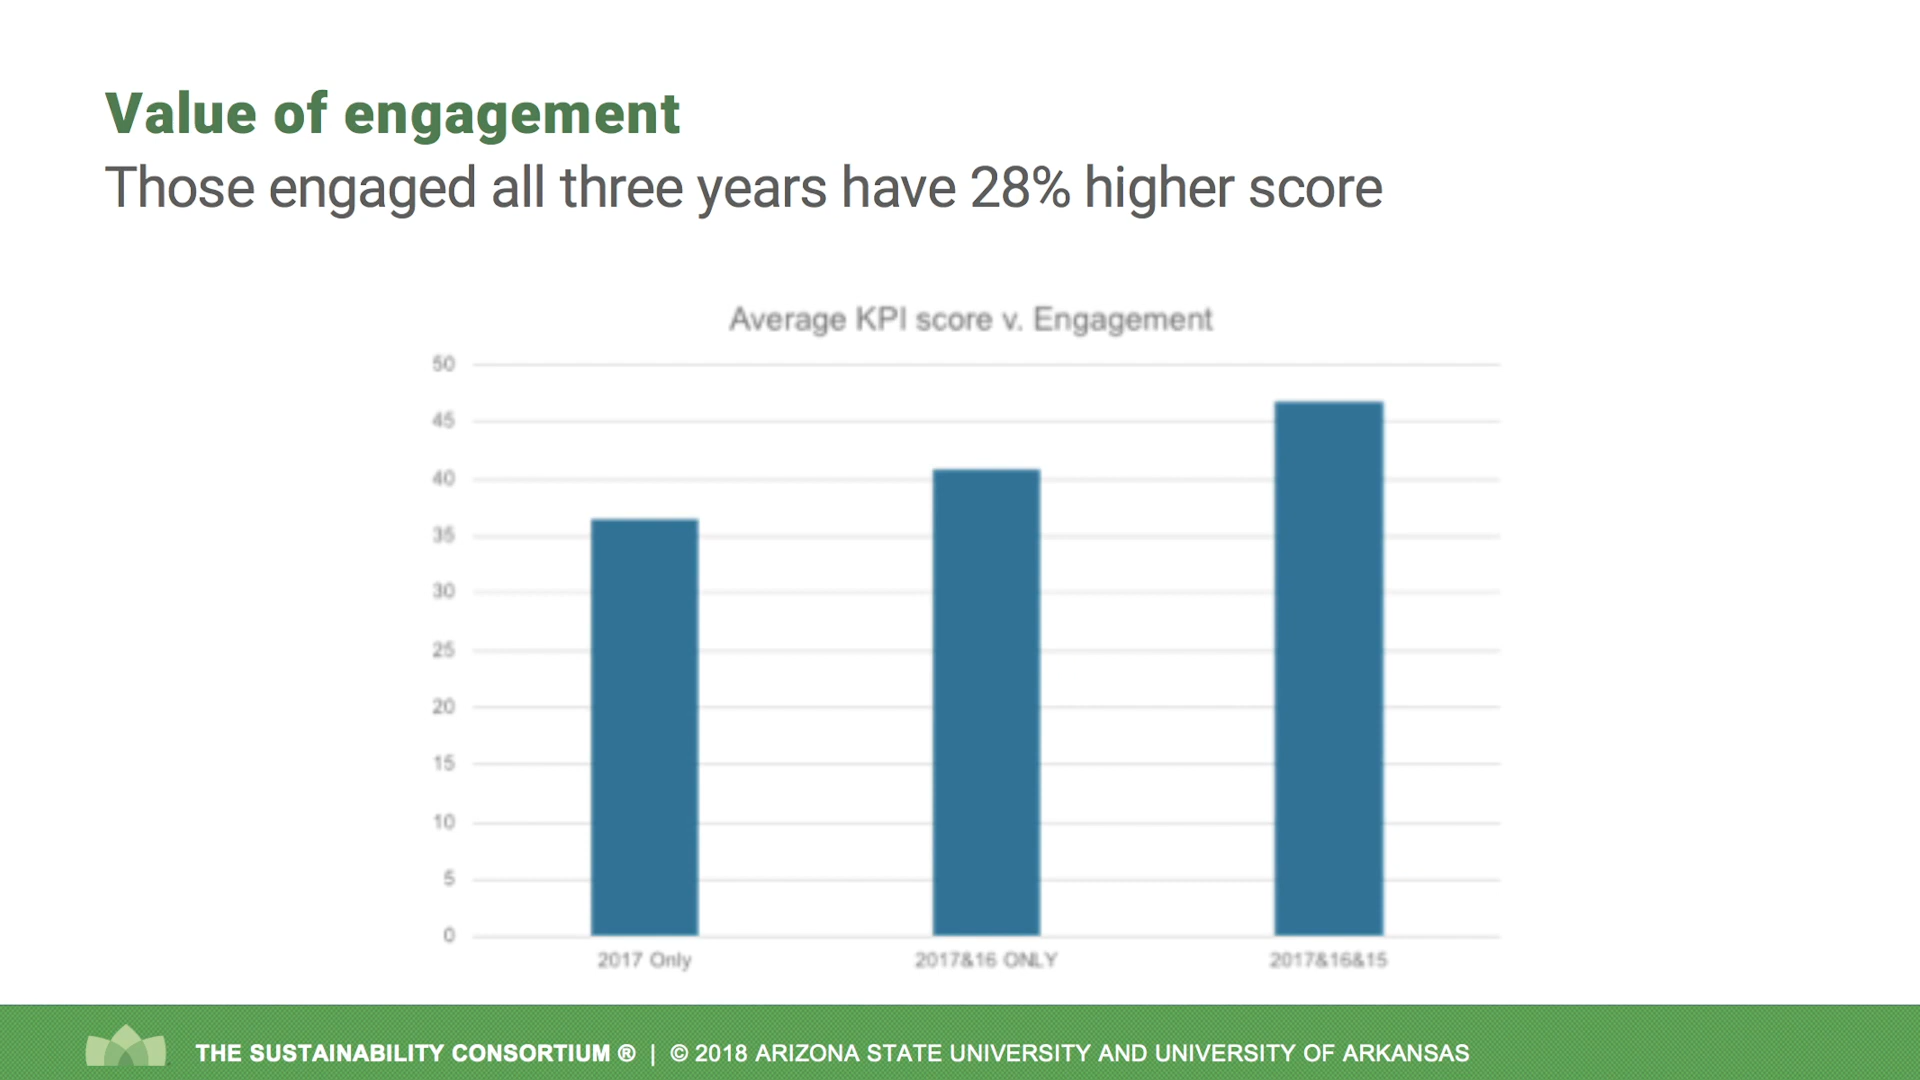 Value of engagement
Those engaged all three years have 28% higher score
Average KPI score v. Engagement
50
45
40
35
30
25
20
15
10
5
0
2017 Only
2017&16 ONLY
2017&16&15
THE SUSTAINABILITY CONSORTIUM ® | © 2018 ARIZONA STATE UNIVERSITY AND UNIVERSITY OF ARKANSAS